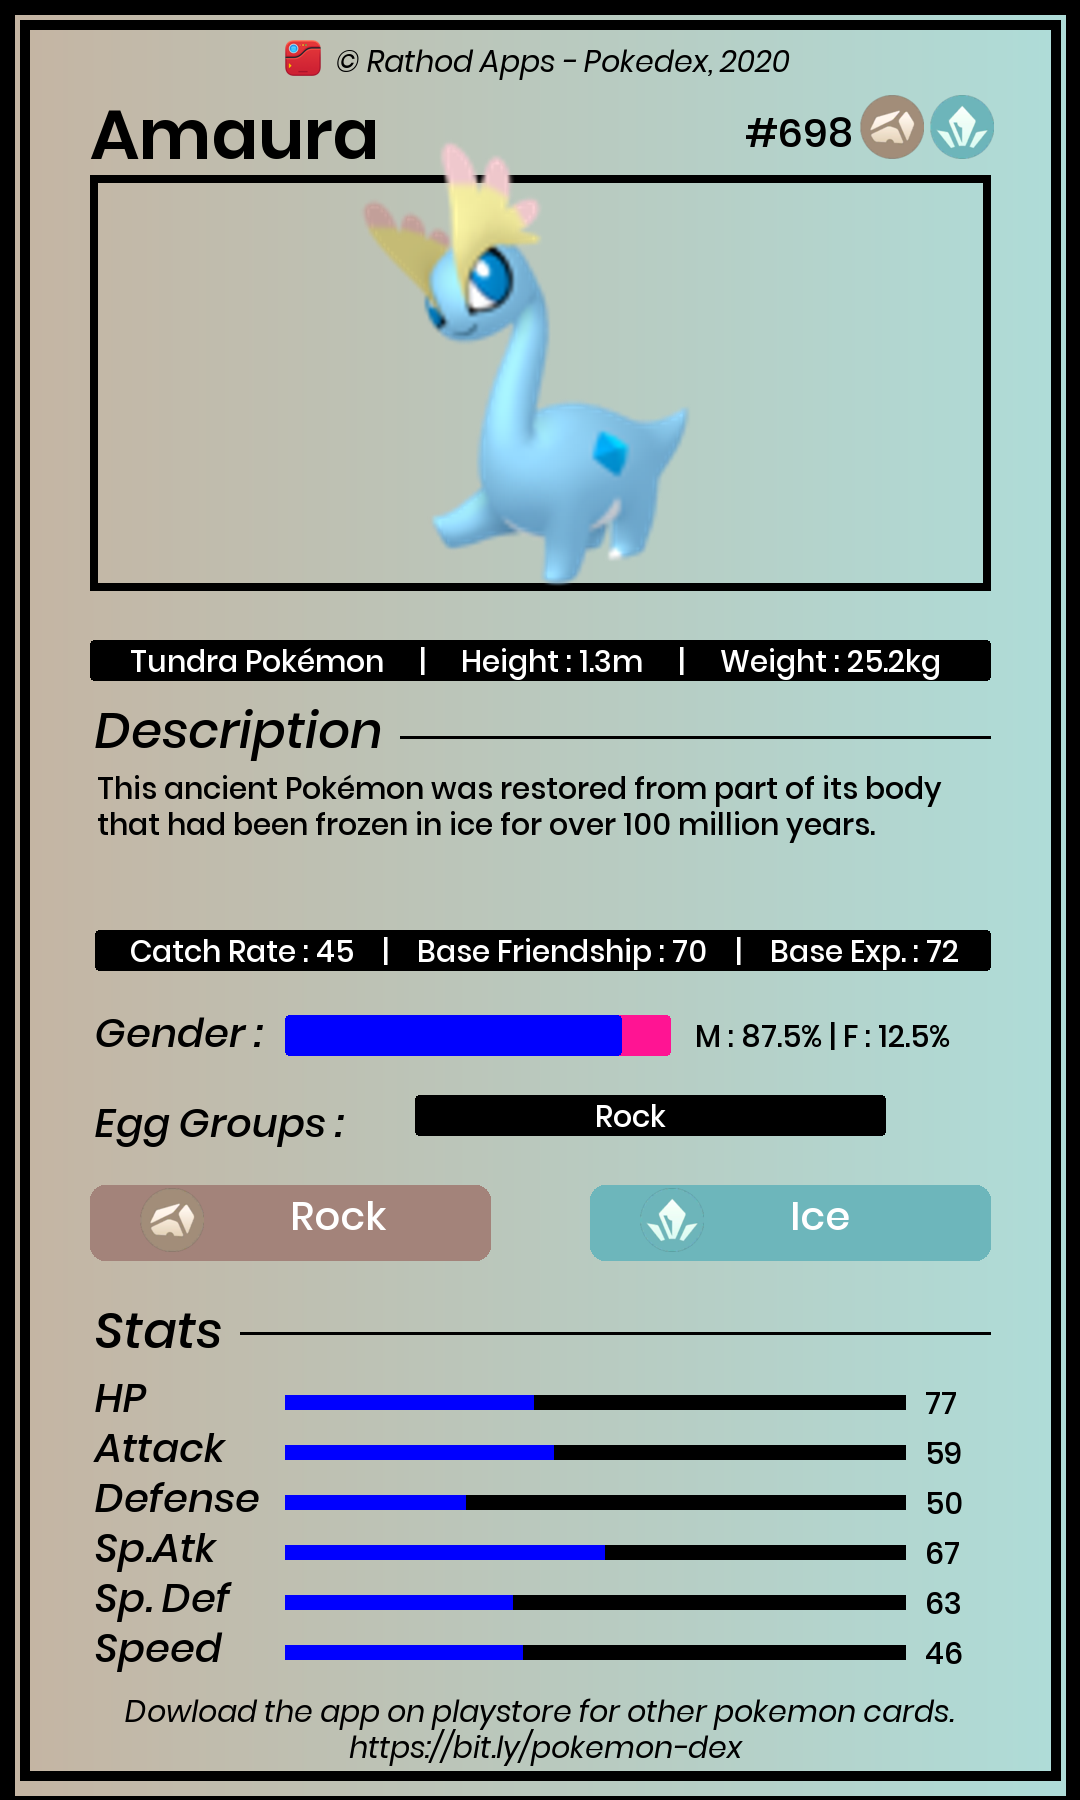 © Rathod Apps - Pokedex, 2020
Amaura #698
Tundra Pokémon | Height : 1.3m | Weight : 25.2kg
Description
This ancient Pokémon was restored from part of its body
that had been frozen in ice for over 100 million years.
Catch Rate : 45 | Base Friendship : 70 | Base Exp. : 72
Gender : M : 87.5% | F : 12.5%
Egg Groups : Rock
Rock Ice
Stats
HP 77
Attack 59
Defense 50
Sp.Atk 67
Sp. Def 63
Speed 46
Dowload the app on playstore for other pokemon cards.
https://bit.ly/pokemon-dex